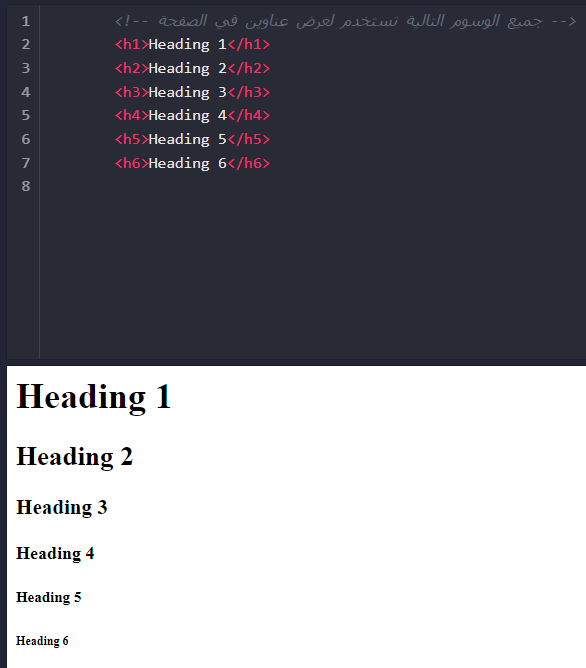 1 <!-- جميع الوسوم التالية تستخدم لعرض عناوين في الصفحة -->
2 <h1>Heading 1</h1>
3 <h2>Heading 2</h2>
4 <h3>Heading 3</h3>
5 <h4>Heading 4</h4>
6 <h5>Heading 5</h5>
7 <h6>Heading 6</h6>
8
Heading 1
Heading 2
Heading 3
Heading 4
Heading 5
Heading 6